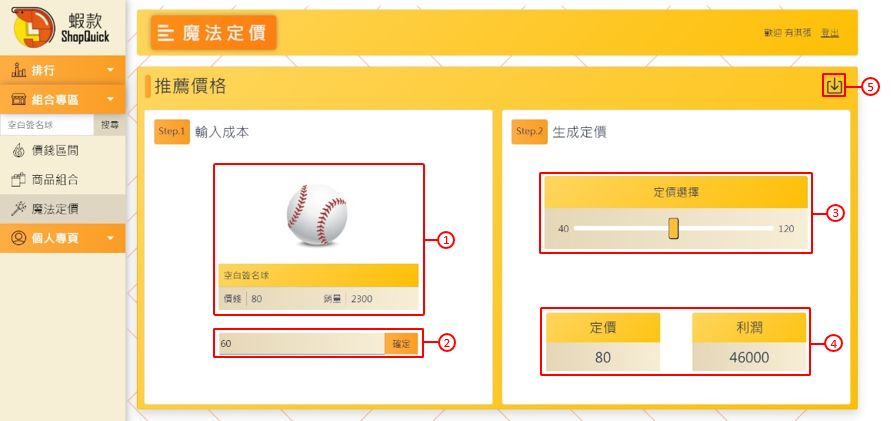 蝦款
ShopQuick
排行
組合專區
空白簽名球 搜尋
價錢區間
商品組合
魔法定價
個人專頁
魔法定價
歡迎 宥淇張 登出
推薦價格
5
Step.1 輸入成本
空白簽名球
價錢 80 銷量 2300
1
60 確定
2
Step.2 生成定價
定價選擇
40 120
3
定價 利潤
80 46000
4